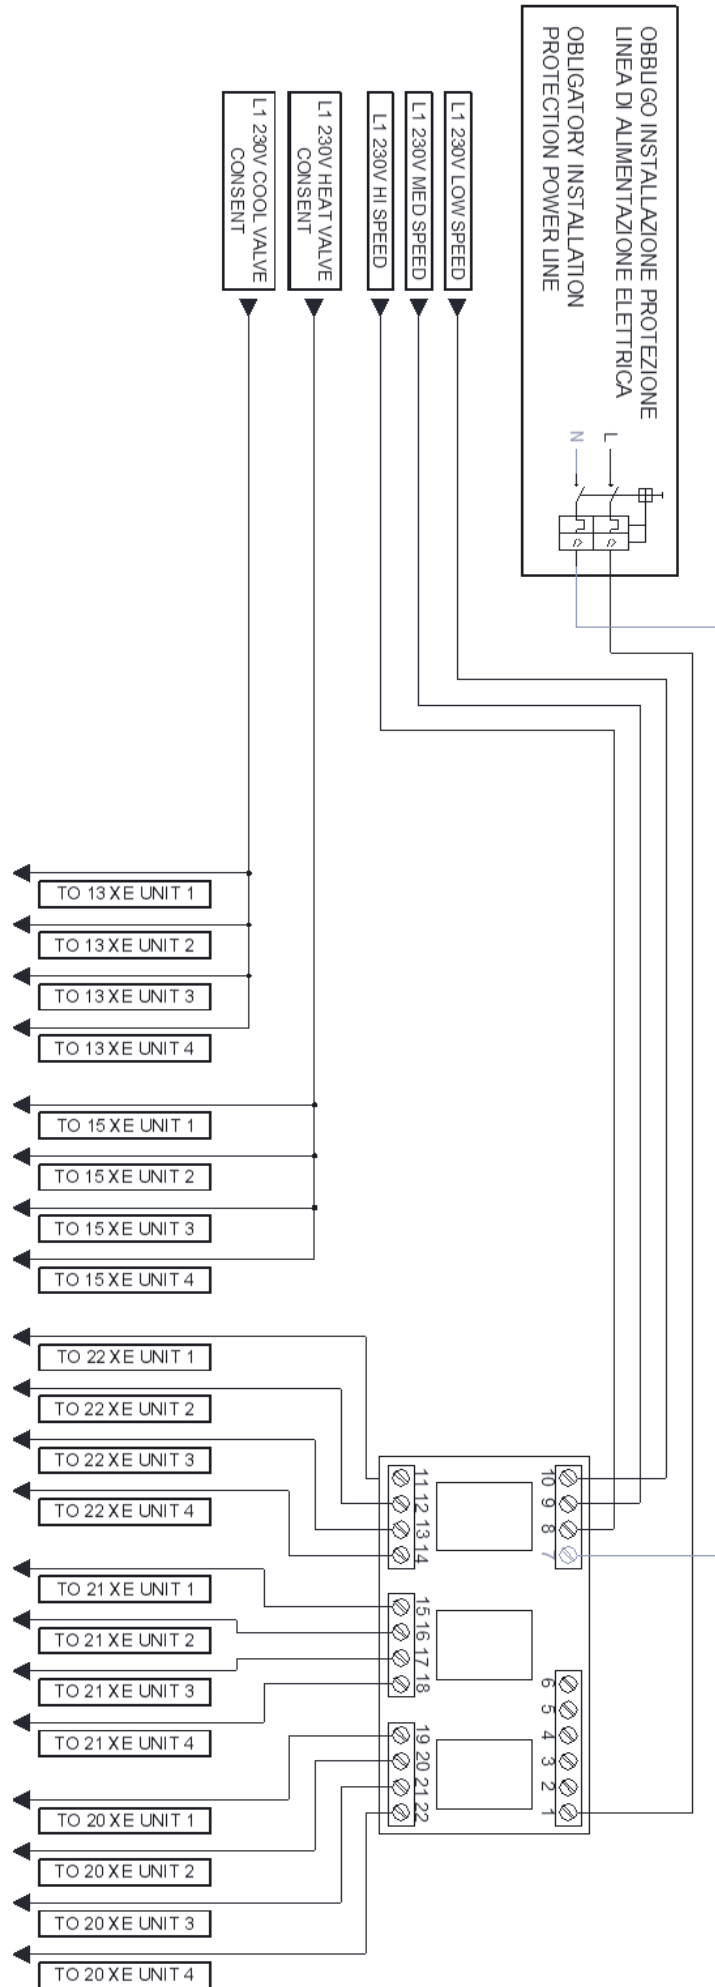 OBBLIGO INSTALLAZIONE PROTEZIONE
LINEA DI ALIMENTAZIONE ELETTRICA
OBLIGATORY INSTALLATION
PROTECTION POWER LINE
L
N
L1 230V LOW SPEED
L1 230V MED SPEED
L1 230V HI SPEED
L1 230V HEAT VALVE
CONSENT
L1 230V COOL VALVE
CONSENT
TO 13 XE UNIT 1
TO 13 XE UNIT 2
TO 13 XE UNIT 3
TO 13 XE UNIT 4
TO 15 XE UNIT 1
TO 15 XE UNIT 2
TO 15 XE UNIT 3
TO 15 XE UNIT 4
TO 22 XE UNIT 1
TO 22 XE UNIT 2
TO 22 XE UNIT 3
TO 22 XE UNIT 4
TO 21 XE UNIT 1
TO 21 XE UNIT 2
TO 21 XE UNIT 3
TO 21 XE UNIT 4
TO 20 XE UNIT 1
TO 20 XE UNIT 2
TO 20 XE UNIT 3
TO 20 XE UNIT 4
11 12 13 14
15 16 17 18
19 20 21 22
10 9 8 7
6 5 4 3 2 1